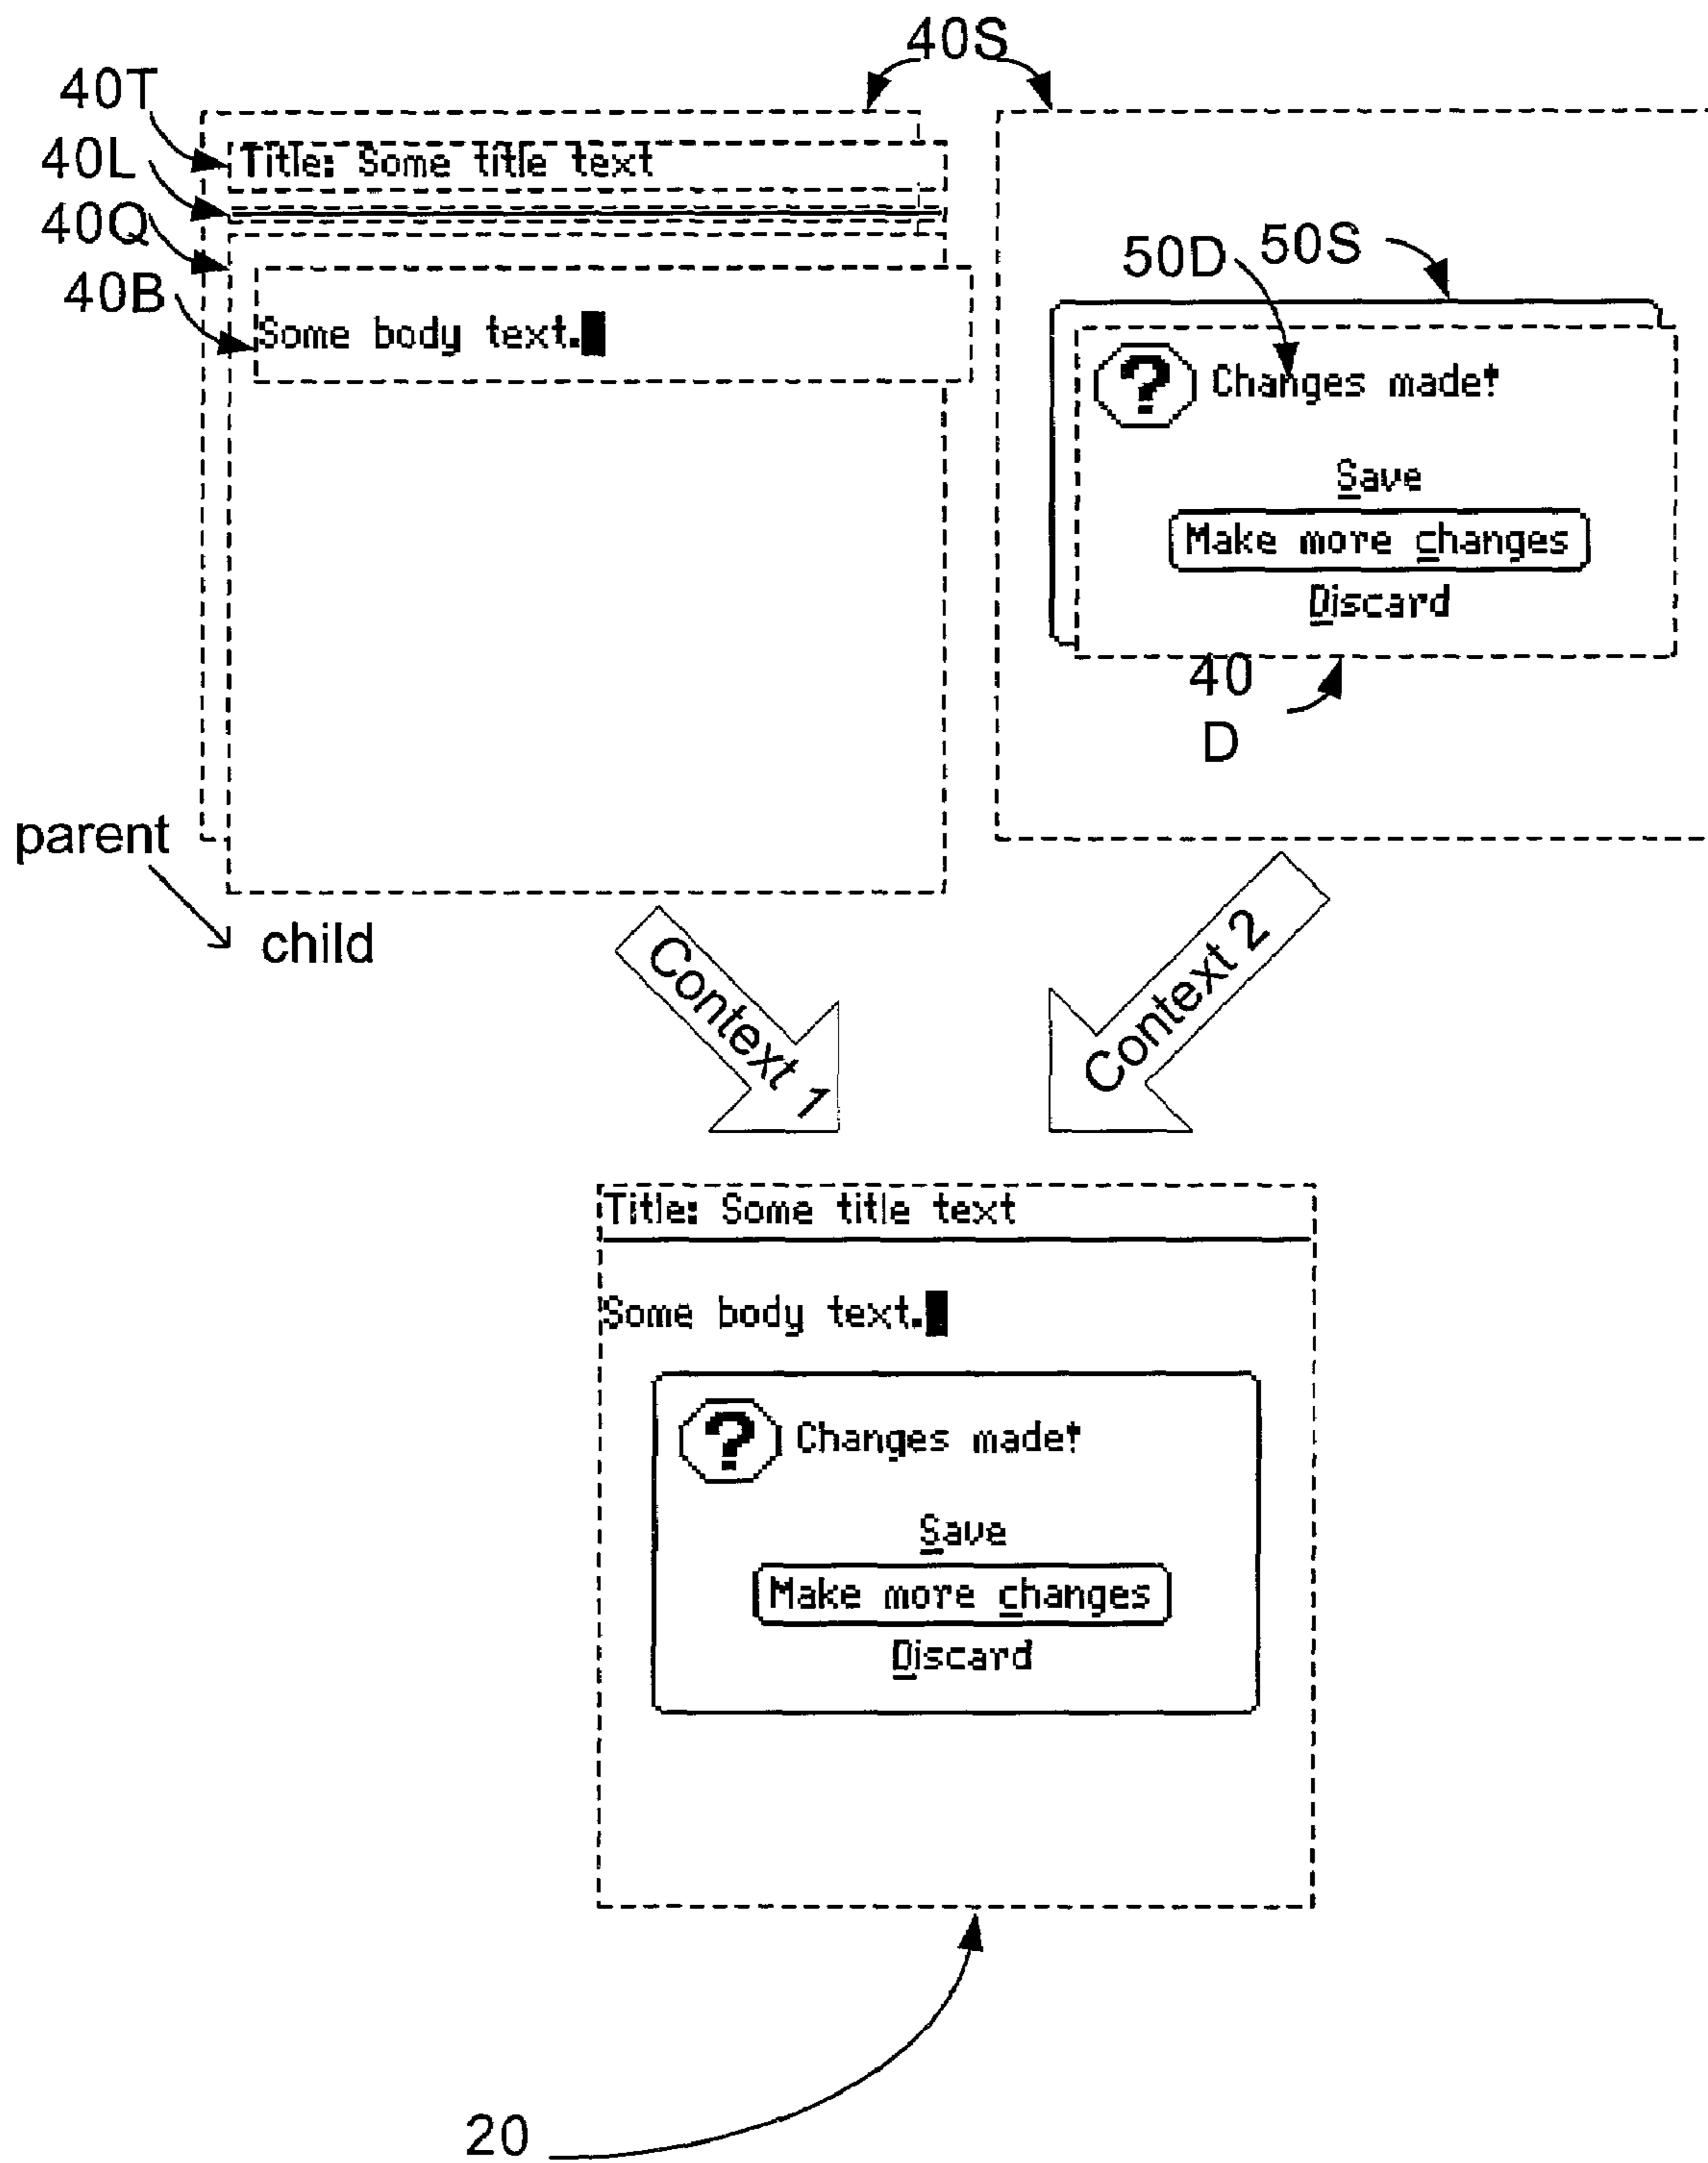 40S
40T
Title: Some title text
40L
40Q
50D 50S
40B
Some body text.
? Changes made!
Save
Make more changes
Discard
40
D
parent
child
Context 1
Context 2
Title: Some title text
Some body text.
? Changes made!
Save
Make more changes
Discard
20